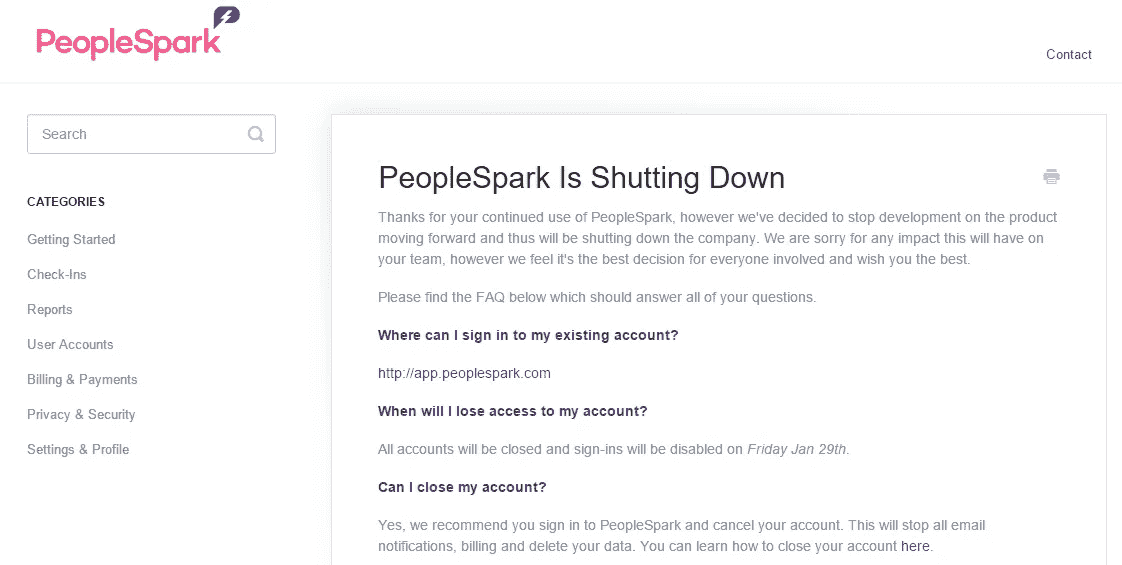 PeopleSpark
Contact
Search
CATEGORIES
Getting Started
Check-Ins
Reports
User Accounts
Billing & Payments
Privacy & Security
Settings & Profile
PeopleSpark Is Shutting Down
Thanks for your continued use of PeopleSpark, however we've decided to stop development on the product
moving forward and thus will be shutting down the company. We are sorry for any impact this will have on
your team, however we feel it's the best decision for everyone involved and wish you the best.
Please find the FAQ below which should answer all of your questions.
Where can I sign in to my existing account?
http://app.peoplespark.com
When will I lose access to my account?
All accounts will be closed and sign-ins will be disabled on Friday Jan 29th.
Can I close my account?
Yes, we recommend you sign in to PeopleSpark and cancel your account. This will stop all email
notifications, billing and delete your data. You can learn how to close your account here.